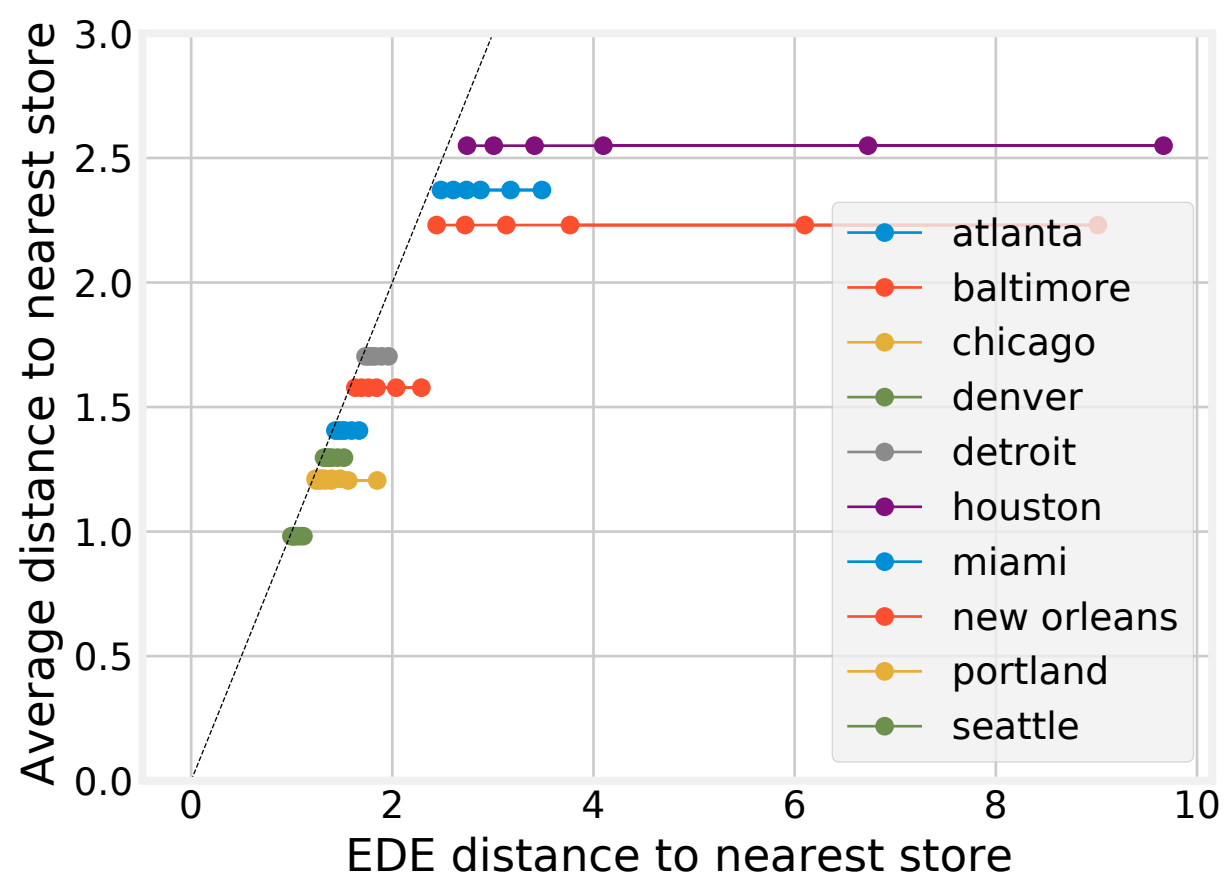 Average distance to nearest store
3.0
2.5
2.0
1.5
1.0
0.5
0.0
atlanta
baltimore
chicago
denver
detroit
houston
miami
new orleans
portland
seattle
0 2 4 6 8 10
EDE distance to nearest store